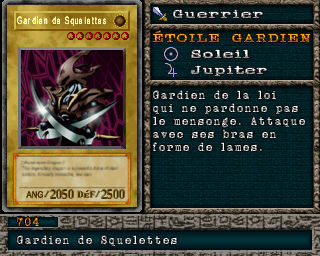 Gardien de Squelettes
ANG/2050 DéF/2500
Guerrier
ÉTOILE GARDIEN
Soleil
Jupiter
Gardien de la loi
qui ne pardonne pas
le mensonge. Attaque
avec ses bras en
forme de lames.
704
Gardien de Squelettes